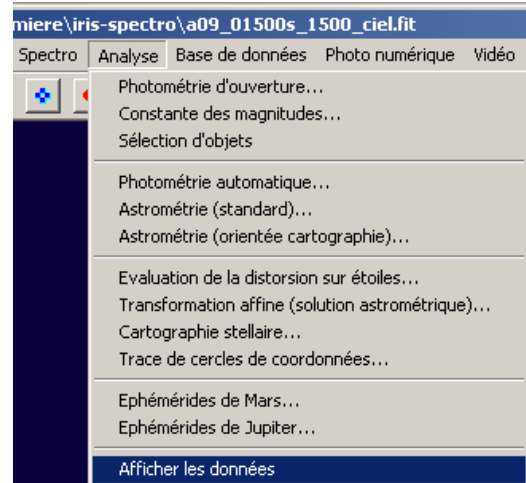 miere\iris-spectro\a09_01500s_1500_ciel.fit
Spectro Analyse Base de données Photo numérique Vidéo
Photométrie d'ouverture...
Constante des magnitudes...
Sélection d'objets
Photométrie automatique...
Astrométrie (standard)...
Astrométrie (orientée cartographie)...
Evaluation de la distorsion sur étoiles...
Transformation affine (solution astrométrique)...
Cartographie stellaire...
Trace de cercles de coordonnées...
Ephémérides de Mars...
Ephémérides de Jupiter...
Afficher les données